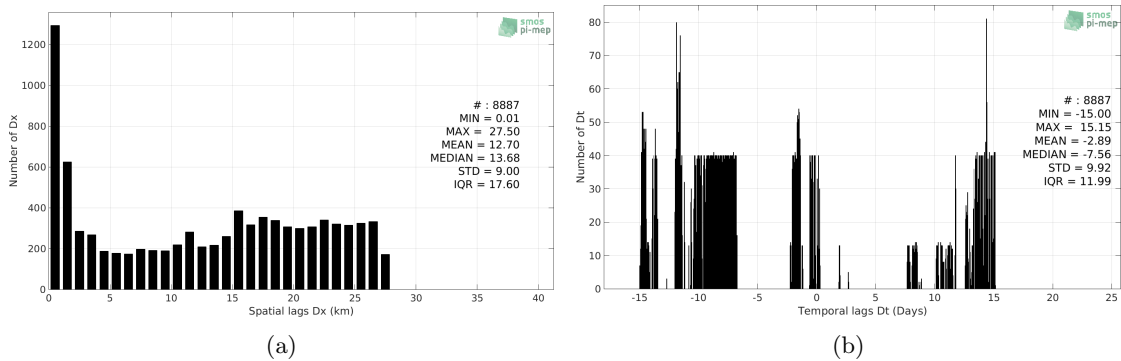 smos
pi-mep
1200
1000
800
600
400
200
0
Number of Dx
# : 8887
MIN = 0.01
MAX = 27.50
MEAN = 12.70
MEDIAN = 13.68
STD = 9.00
IQR = 17.60
0 5 10 15 20 25 30 35 40
Spatial lags Dx (km)
(a)
smos
pi-mep
80
70
60
50
40
30
20
10
0
Number of Dt
# : 8887
MIN = -15.00
MAX = 15.15
MEAN = -2.89
MEDIAN = -7.56
STD = 9.92
IQR = 11.99
-15 -10 -5 0 5 10 15 20 25
Temporal lags Dt (Days)
(b)